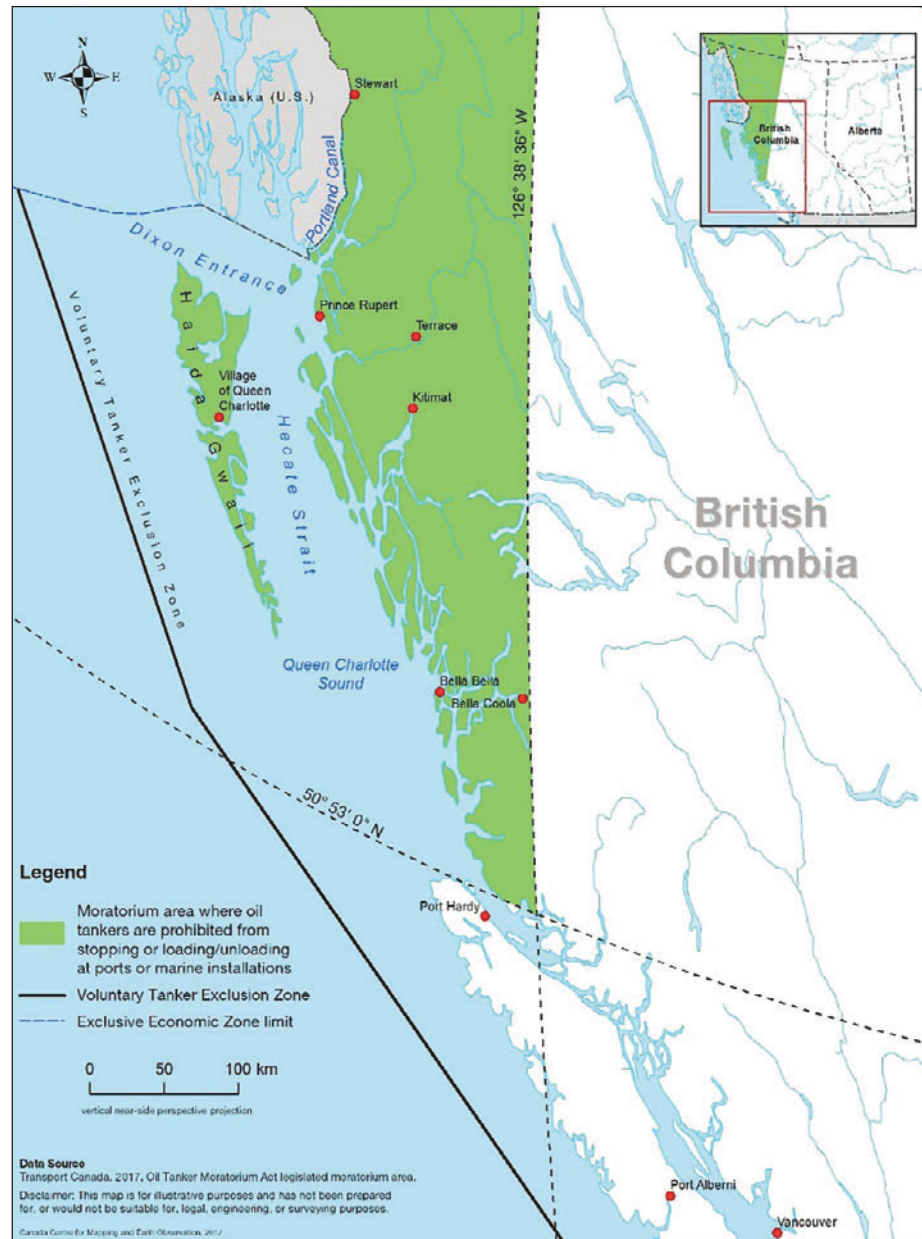 N
W E
S
Alaska (U.S.)
Stewart
Portland Canal
126° 38' 36" W
British
Columbia
Alberta
Dixon Entrance
Voluntary Tanker Exclusion Zone
Haida Gwaii
Prince Rupert
Terrace
Village
of Queen
Charlotte
Kitimat
Hecate Strait
British
Columbia
Queen Charlotte
Sound
Bella Bella
Bella Coola
50° 53' 0" N
Port Hardy
Legend
Moratorium area where oil
tankers are prohibited from
stopping or loading/unloading
at ports or marine installations
Voluntary Tanker Exclusion Zone
Exclusive Economic Zone limit
0 50 100 km
vertical near-side perspective projection
Data Source
Transport Canada, 2017, Oil Tanker Moratorium Act legislated moratorium area.
Disclaimer: This map is for illustrative purposes and has not been prepared
for, or would not be suitable for, legal, engineering, or surveying purposes.
Canada Centre for Mapping and Earth Observation, 2017
Port Alberni
Vancouver